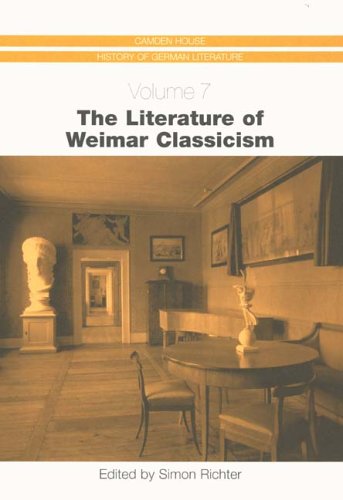 CAMDEN HOUSE
HISTORY OF GERMAN LITERATURE
Volume 7
The Literature of
Weimar Classicism
Edited by Simon Richter